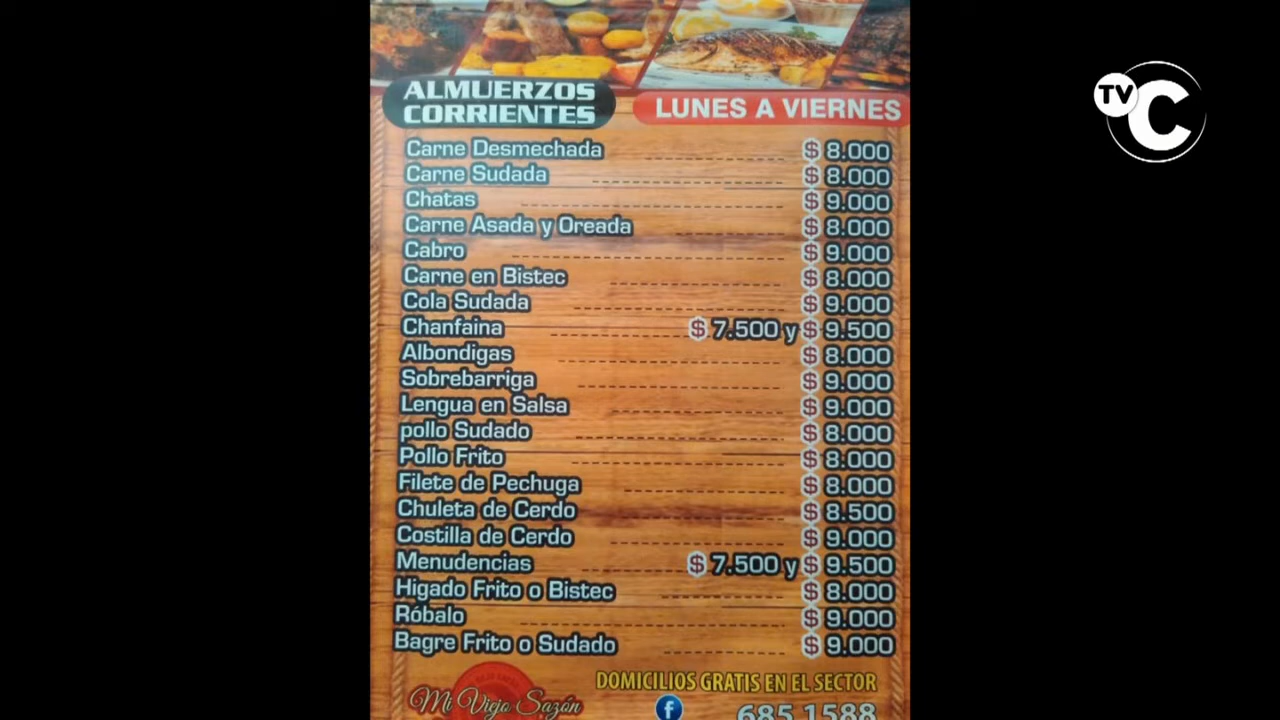 TV C
ALMUERZOS
CORRIENTES
LUNES A VIERNES
Carne Desmechada $ 8.000
Carne Sudada $ 8.000
Chatas $ 9.000
Carne Asada y Oreada $ 8.000
Cabro $ 9.000
Carne en Bistec $ 8.000
Cola Sudada $ 9.000
Chanfaina $ 7.500 y $ 9.500
Albondigas $ 8.000
Sobrebarriga $ 9.000
Lengua en Salsa $ 9.000
pollo Sudado $ 8.000
Pollo Frito $ 8.000
Filete de Pechuga $ 8.000
Chuleta de Cerdo $ 8.500
Costilla de Cerdo $ 9.000
Menudencias $ 7.500 y $ 9.500
Higado Frito o Bistec $ 8.000
Róbalo $ 9.000
Bagre Frito o Sudado $ 9.000
DOMICILIOS GRATIS EN EL SECTOR
Mi Viejo Sazón
f 685 1588